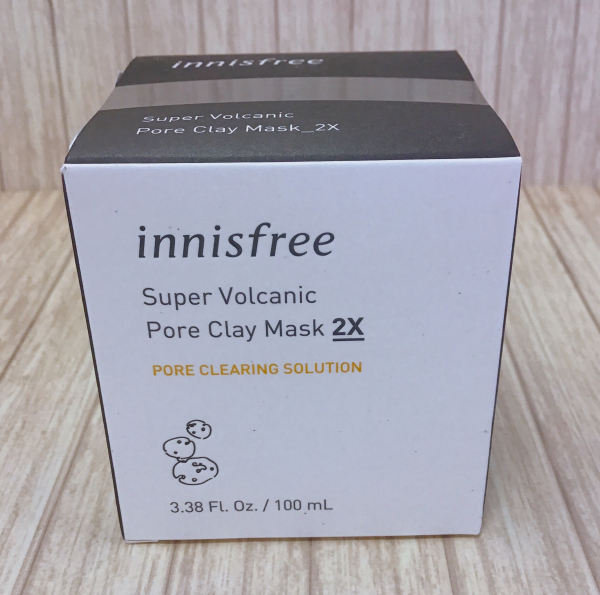 innisfree
Super Volcanic
Pore Clay Mask_2X
innisfree
Super Volcanic
Pore Clay Mask 2X
PORE CLEARING SOLUTION
3.38 Fl. Oz. / 100 mL